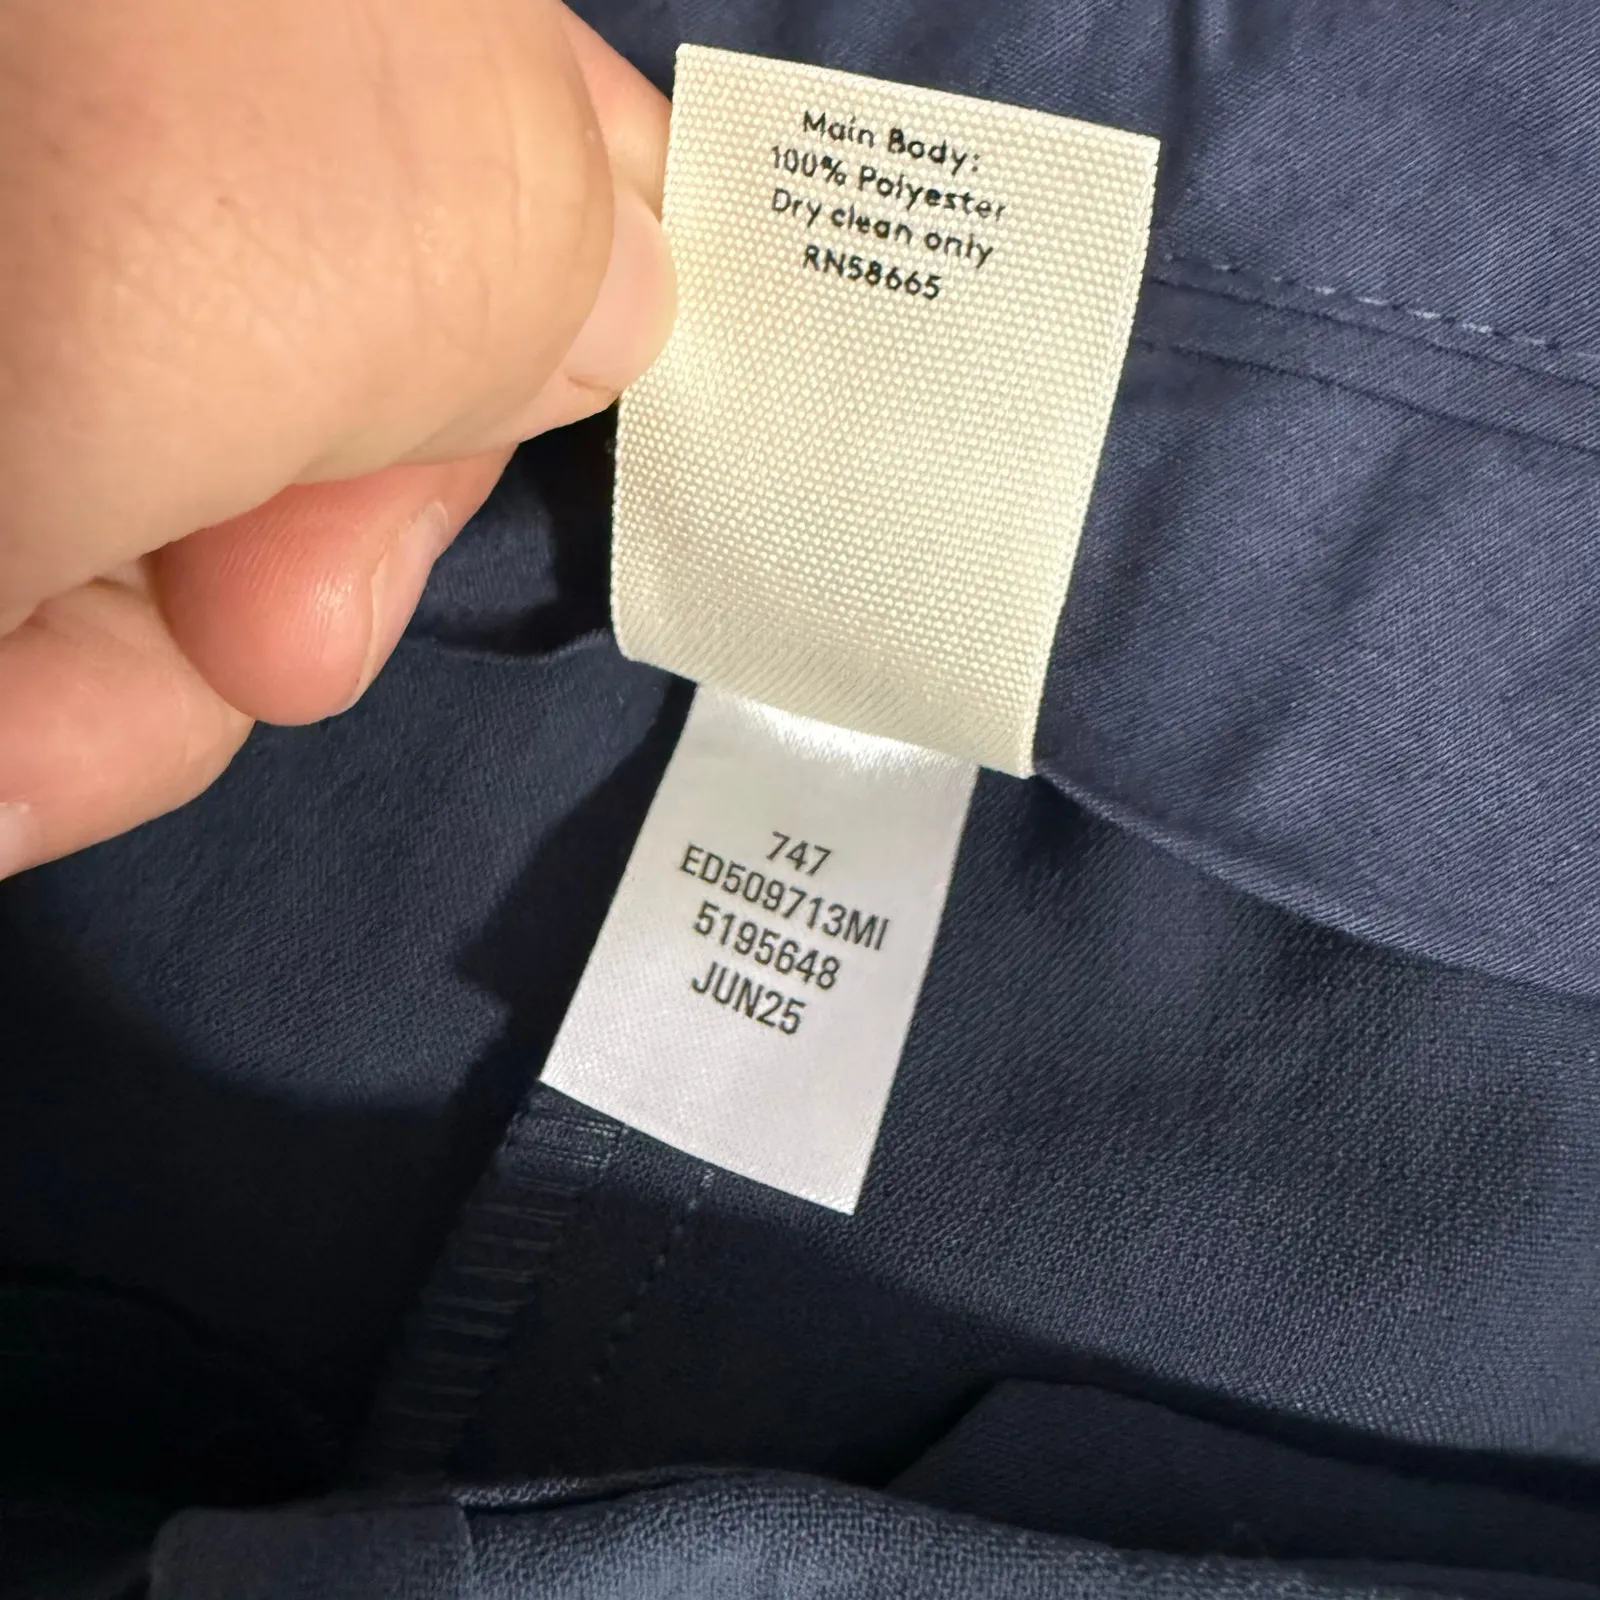 Main Body:
100% Polyester
Dry clean only
RN58665
747
ED509713MI
5195648
JUN25